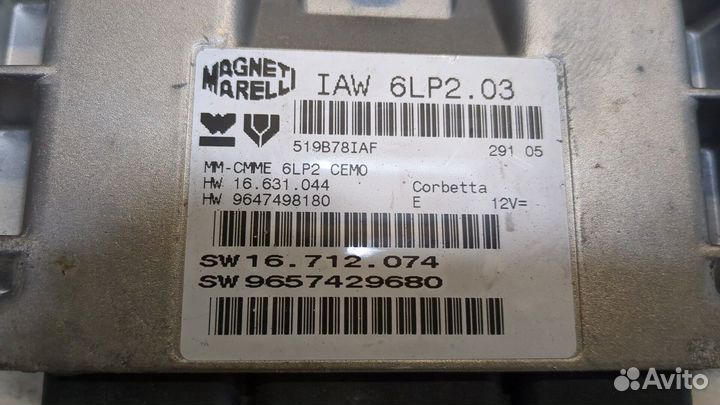 MAGNETI
MARELLI
IAW 6LP2.03
519B78IAF 291 05
MM-CMME 6LP2 CEMO
HW 16.631.044 Corbetta
HW 9647498180 E 12V=
SW16.712.074
SW9657429680
Avito